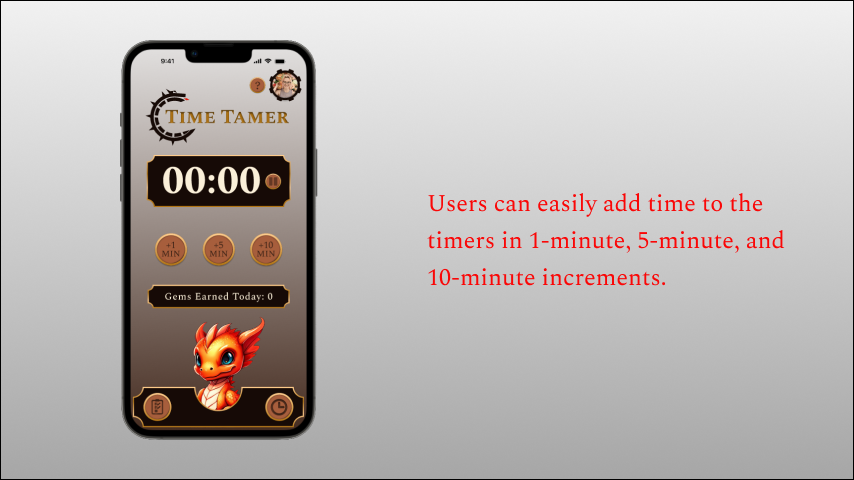 9:41
?
TIME TAMER
00:00
+1 MIN
+5 MIN
+10 MIN
Gems Earned Today: 0
Users can easily add time to the
timers in 1-minute, 5-minute, and
10-minute increments.